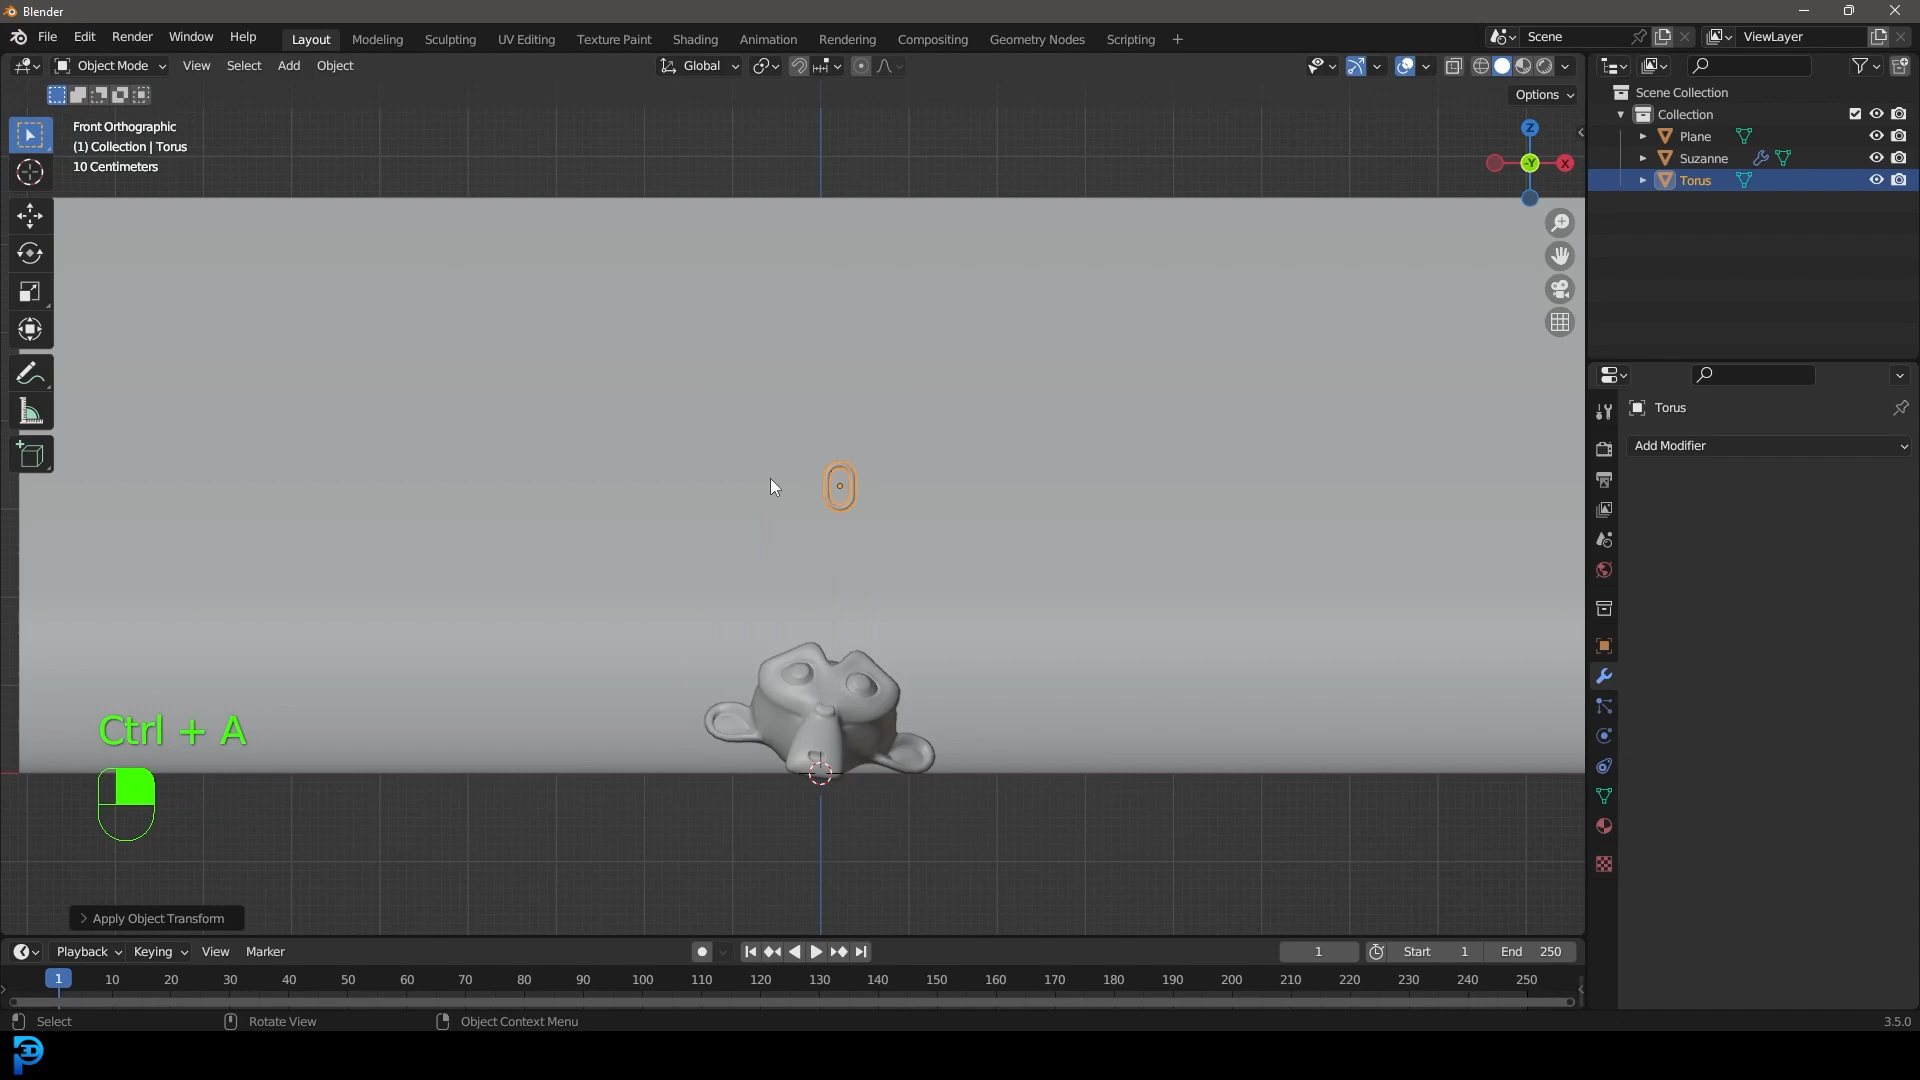 Blender
File Edit Render Window Help
Layout Modeling Sculpting UV Editing Texture Paint Shading Animation Rendering Compositing Geometry Nodes Scripting +
Scene
ViewLayer
Object Mode View Select Add Object
Global
Options
Front Orthographic
(1) Collection | Torus
10 Centimeters
Z
-Y
X
Scene Collection
Collection
Plane
Suzanne
Torus
Torus
Add Modifier
Ctrl + A
Apply Object Transform
Playback Keying View Marker
1
Start 1
End 250
1 10 20 30 40 50 60 70 80 90 100 110 120 130 140 150 160 170 180 190 200 210 220 230 240 250
Select
Rotate View
Object Context Menu
3.5.0
3D